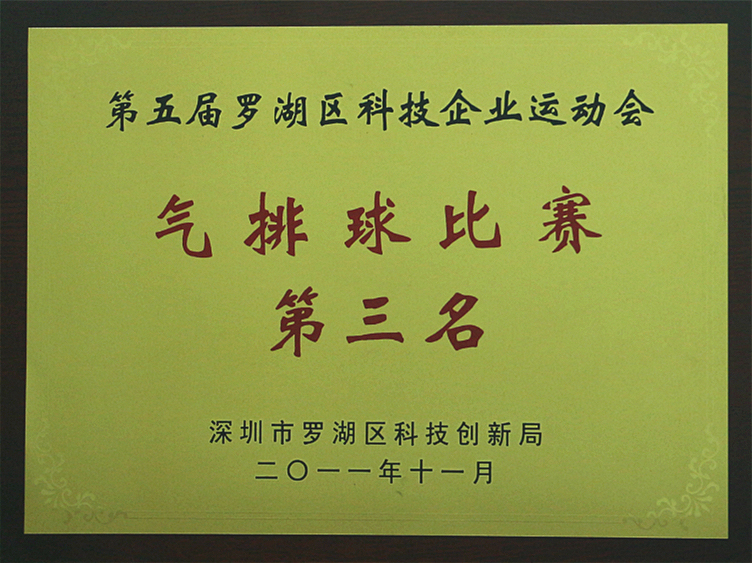 第五届罗湖区科技企业运动会
气排球比赛
第三名
深圳市罗湖区科技创新局
二〇一一年十一月